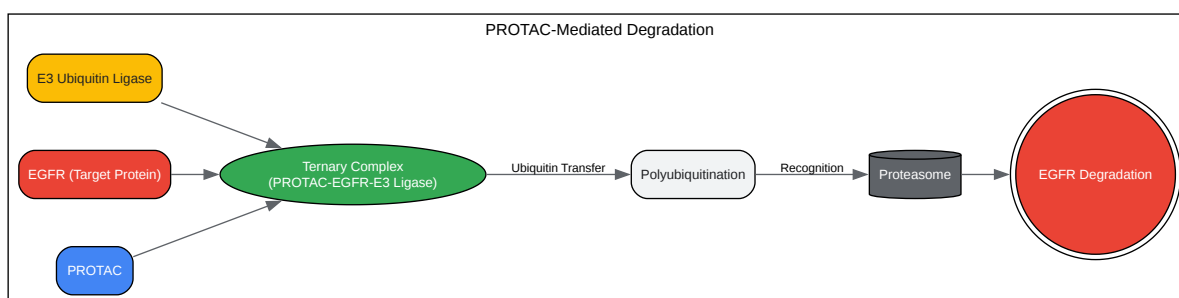 PROTAC-Mediated Degradation
E3 Ubiquitin Ligase
EGFR (Target Protein)
PROTAC
Ternary Complex
(PROTAC-EGFR-E3 Ligase)
Ubiquitin Transfer
Polyubiquitination
Recognition
Proteasome
EGFR Degradation